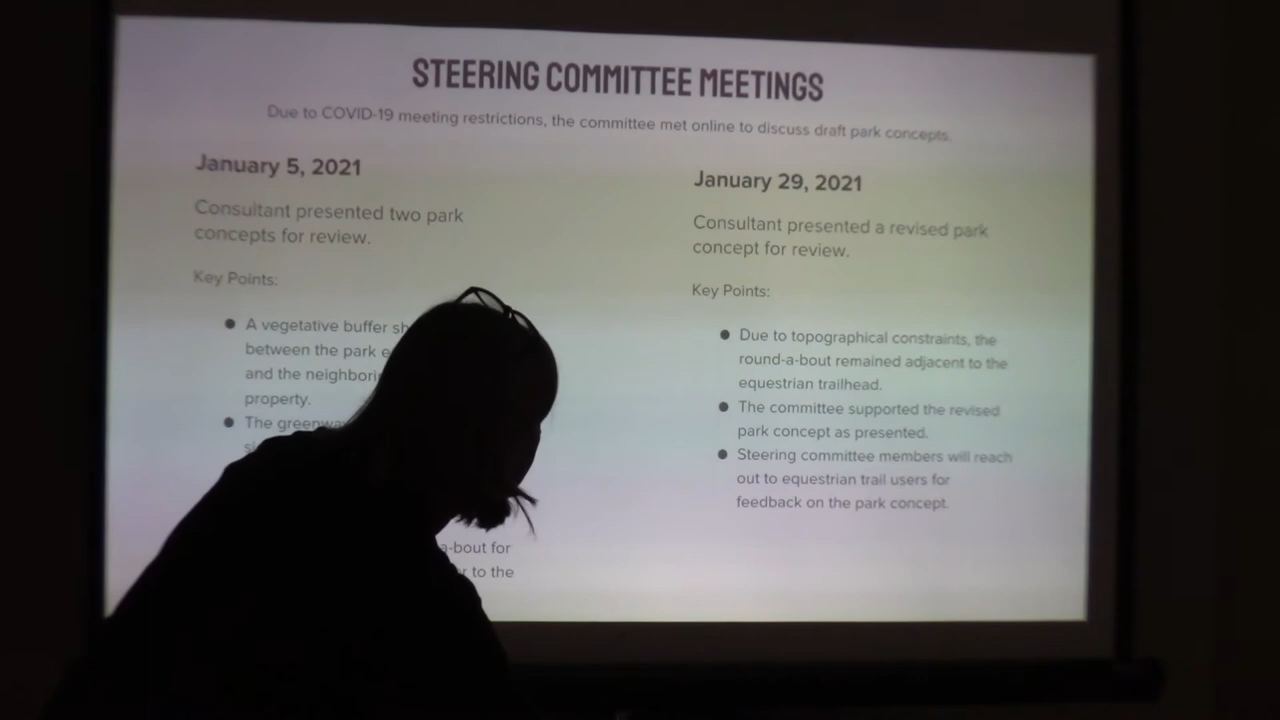 STEERING COMMITTEE MEETINGS
Due to COVID-19 meeting restrictions, the committee met online to discuss draft park concepts.
January 5, 2021
Consultant presented two park
concepts for review.
Key Points:
A vegetative buffer
between the park
and the
property.
The
a-bout for
to the
January 29, 2021
Consultant presented a revised park
concept for review.
Key Points:
Due to topographical constraints, the
round-a-bout remained adjacent to the
equestrian trailhead.
The committee supported the revised
park concept as presented.
Steering committee members will reach
out to equestrian trail users for
feedback on the park concept.